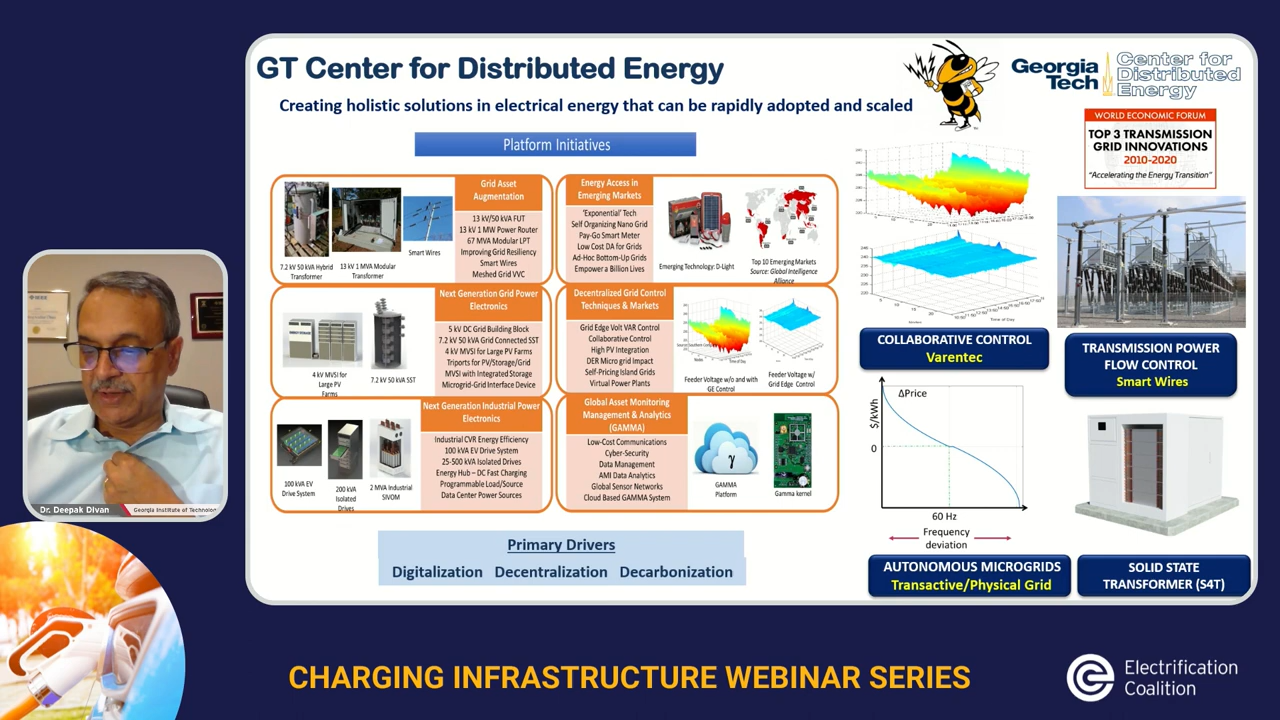 GT Center for Distributed Energy
Creating holistic solutions in electrical energy that can be rapidly adopted and scaled
Georgia
Tech
Center for
Distributed
Energy
WORLD ECONOMIC FORUM
TOP 3 TRANSMISSION
GRID INNOVATIONS
2010-2020
"Accelerating the Energy Transition"
Platform Initiatives
7.2 kV 50 kVA Hybrid
Transformer
13 kV 1 MVA Modular
Transformer
Smart Wires
Grid Asset
Augmentation
13 kV/50 kVA FUT
13 kV 1 MW Power Router
67 MVA Modular LPT
Improving Grid Resiliency
Smart Wires
Meshed Grid VVC
Energy Access in
Emerging Markets
'Exponential' Tech
Self Organizing Nano Grid
Pay-Go Smart Meter
Low Cost DA for Grids
Ad-Hoc Bottom-Up Grids
Empower a Billion Lives
Emerging Technology: D-Light
Top 10 Emerging Markets
Source: Global Intelligence
Alliance
4 kV MVSI for
Large PV
Farms
7.2 kV 50 kVA SST
Next Generation Grid Power
Electronics
5 kV DC Grid Building Block
7.2 kV 50 kVA Grid Connected SST
4 kV MVSI for Large PV Farms
Triports for PV/Storage/Grid
MVSI with Integrated Storage
Microgrid-Grid Interface Device
Decentralized Grid Control
Techniques & Markets
Grid Edge Volt VAR Control
Collaborative Control
High PV Integration
DER Micro grid Impact
Self-Pricing Island Grids
Virtual Power Plants
Feeder Voltage w/o and with
GE Control
Feeder Voltage w/
Grid Edge Control
100 kVA EV
Drive System
200 kVA
Isolated
Drives
2 MVA Industrial
SIVOM
Next Generation Industrial Power
Electronics
Industrial CVR Energy Efficiency
100 kVA EV Drive System
25-500 kVA Isolated Drives
Energy Hub – DC Fast Charging
Programmable Load/Source
Data Center Power Sources
Global Asset Monitoring
Management & Analytics
(GAMMA)
Low-Cost Communications
Cyber-Security
Data Management
AMI Data Analytics
Global Sensor Networks
Cloud Based GAMMA System
γ
GAMMA
Platform
Gamma kernel
Primary Drivers
Digitalization Decentralization Decarbonization
Time of Day
COLLABORATIVE CONTROL
Varentec
TRANSMISSION POWER
FLOW CONTROL
Smart Wires
$/kWh
ΔPrice
0
60 Hz
Frequency
deviation
AUTONOMOUS MICROGRIDS
Transactive/Physical Grid
SOLID STATE
TRANSFORMER (S4T)
Dr. Deepak Divan
Georgia Institute of Technolo
CHARGING INFRASTRUCTURE WEBINAR SERIES
Electrification
Coalition